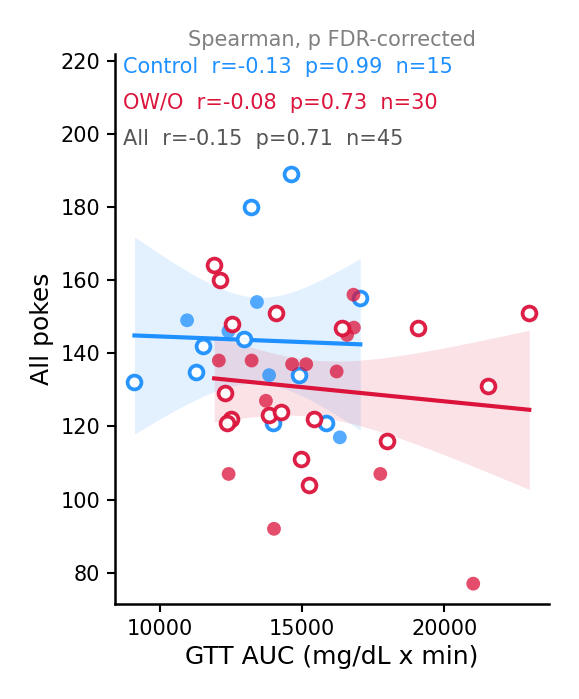 Spearman, p FDR-corrected
Control r=-0.13 p=0.99 n=15
OW/O r=-0.08 p=0.73 n=30
All r=-0.15 p=0.71 n=45
220
200
180
160
140
120
100
80
All pokes
10000 15000 20000
GTT AUC (mg/dL x min)